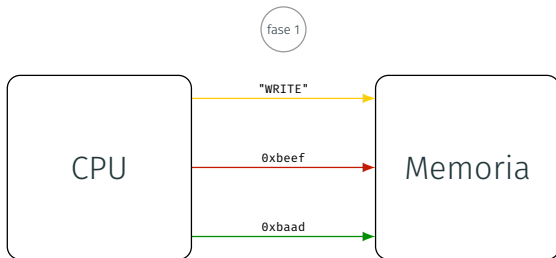 fase 1
"WRITE"
0xbeef
CPU
Memoria
0xbaad